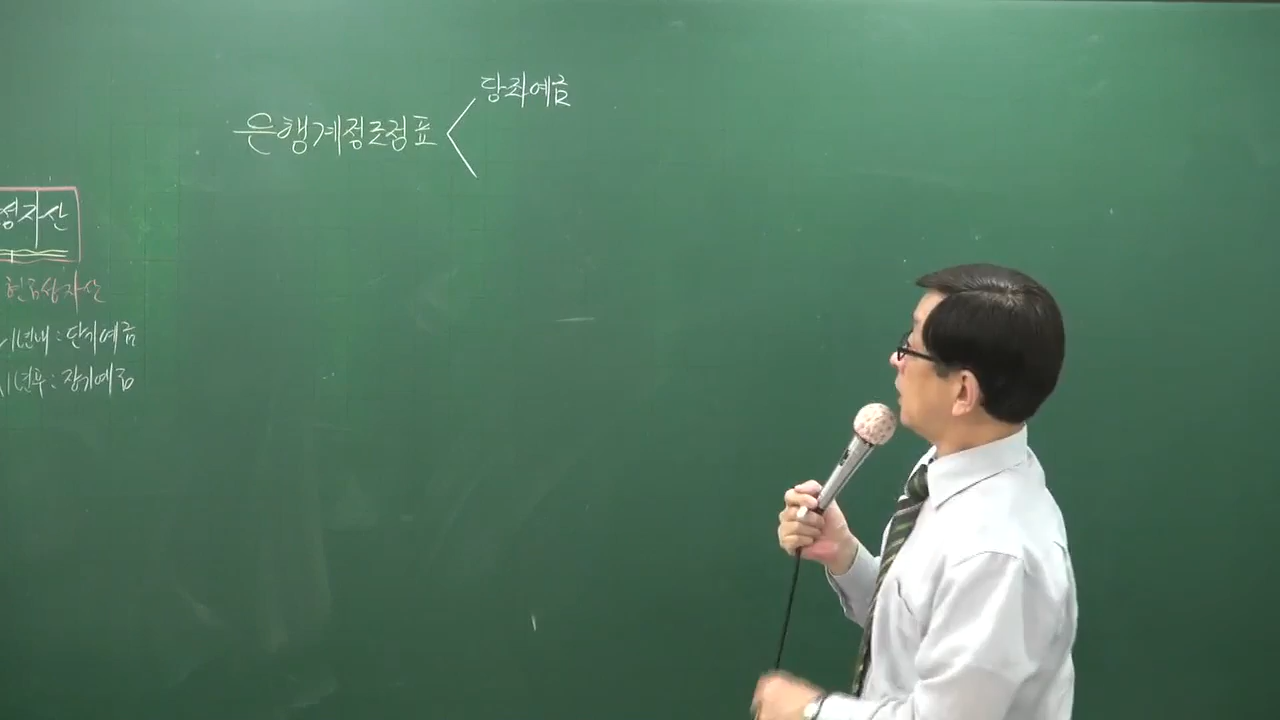 당좌예금
은행계정조정표
성자산
현금성자산
1년내 : 단기예금
1년후 : 장기예금